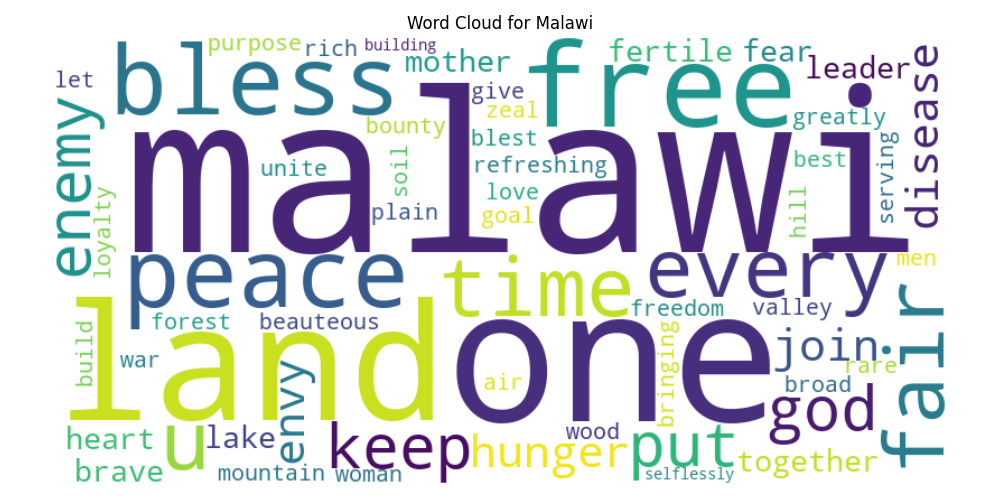 Word Cloud for Malawi
purpose rich building
let bless mother free fertile fear leader
give
zeal
enemy malawi bounty blest greatly disease
unite soil refreshing best serving
love
loyalty plain goal hill
peace time every men
land forest beauteous one freedom valley
build war join fair
envy air bringing rare
broad
heart u lake keep hunger wood put god
together
brave mountain woman selflessly